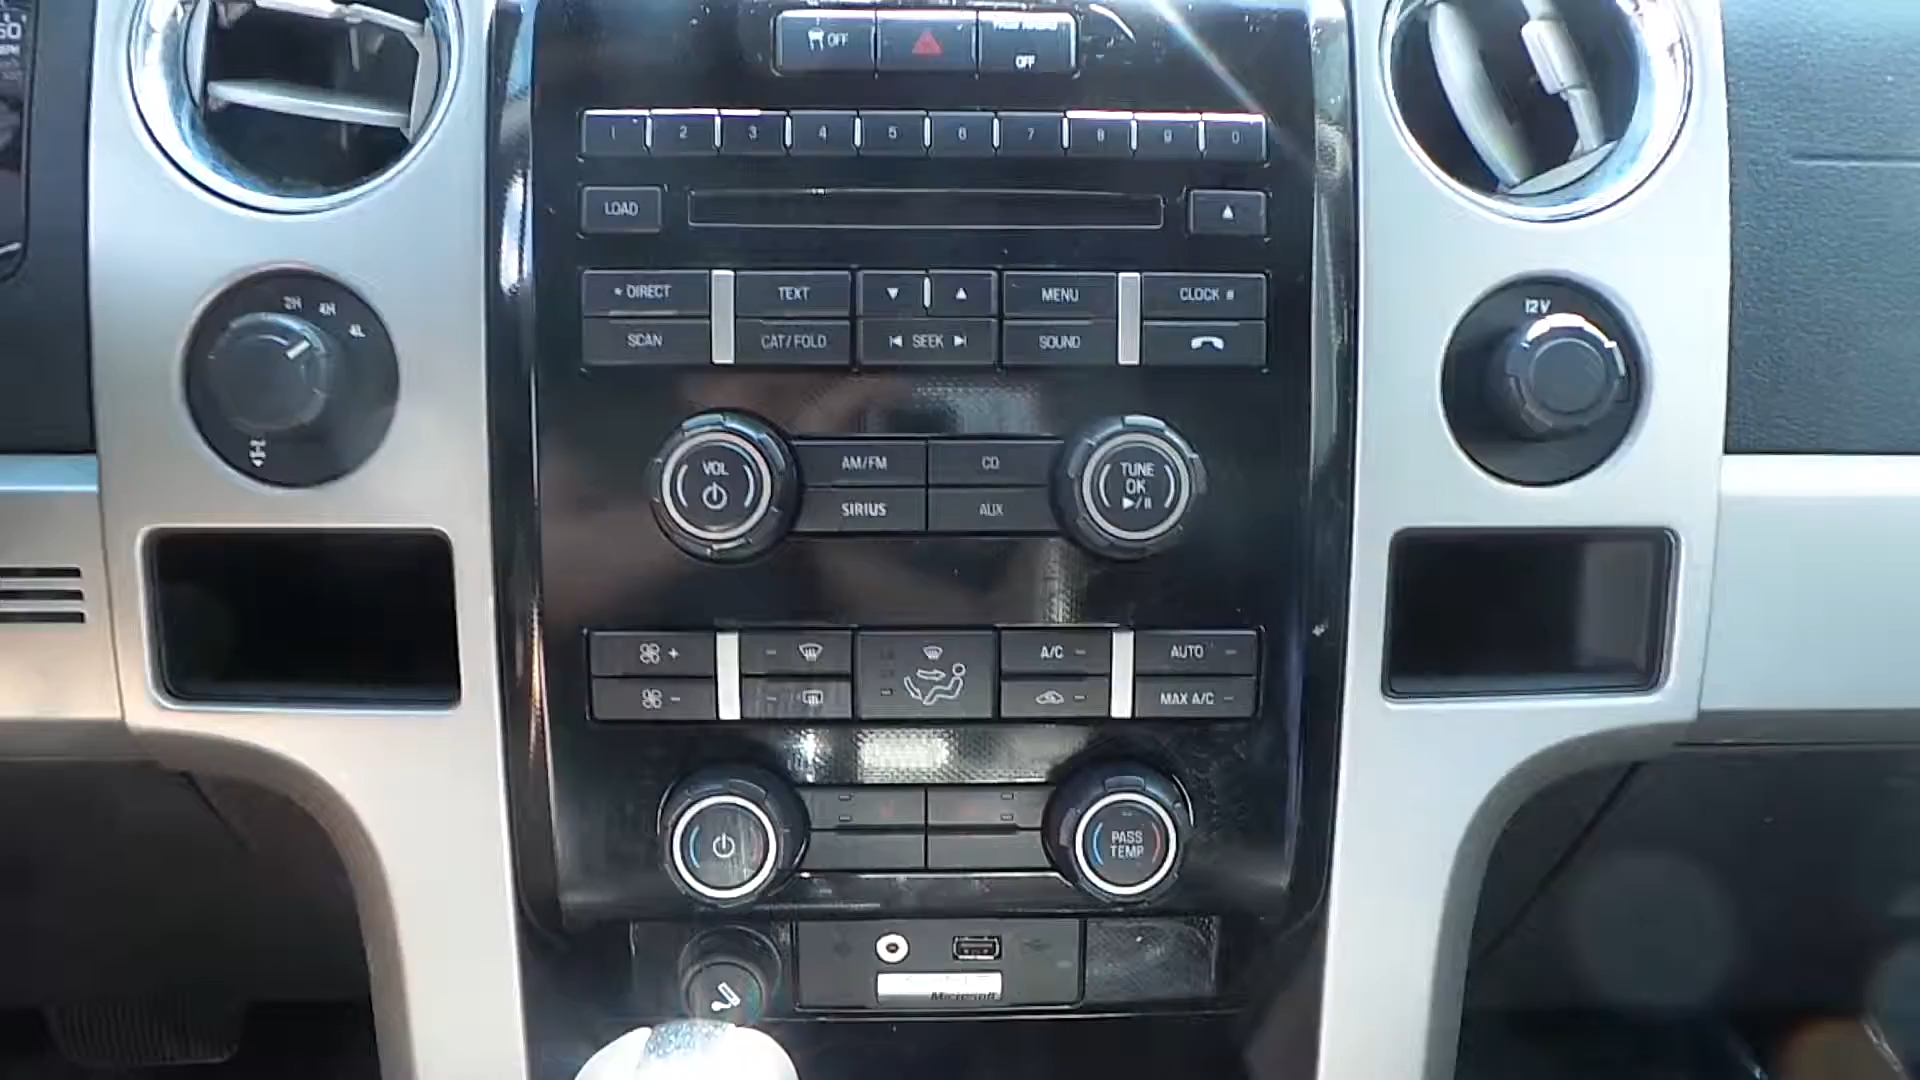 OFF
OFF
1 2 3 4 5 6 7 8 9 0
LOAD
* DIRECT TEXT MENU CLOCK #
SCAN CAT/FOLD SEEK SOUND
2H 4H 4L
12V
VOL
AM/FM CD
SIRIUS AUX
TUNE
OK
+ A/C AUTO
- MAX A/C
PASS
TEMP
Microsoft